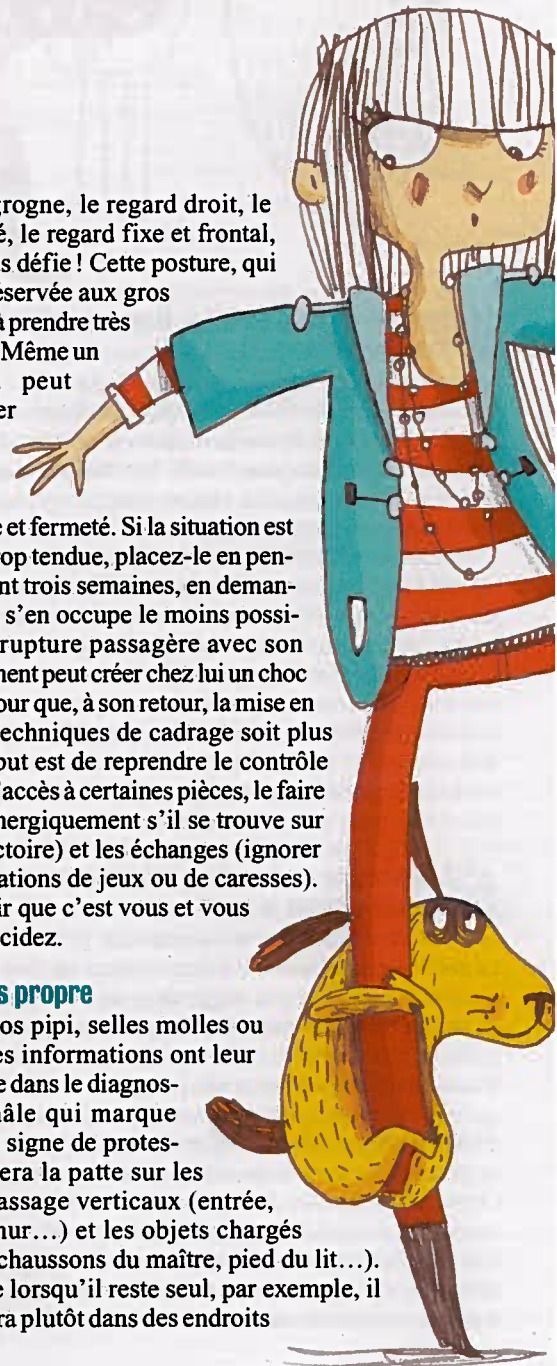 grogne, le regard droit, le
é, le regard fixe et frontal,
s défie ! Cette posture, qui
éservée aux gros
à prendre très
Même un
peut
er
e et fermeté. Si la situation est
rop tendue, placez-le en pen-
nt trois semaines, en deman-
s'en occupe le moins possi-
rupture passagère avec son
ment peut créer chez lui un choc
our que, à son retour, la mise en
echniques de cadrage soit plus
out est de reprendre le contrôle
'accès à certaines pièces, le faire
nergiquement s'il se trouve sur
ctoire) et les échanges (ignorer
ations de jeux ou de caresses).
ir que c'est vous et vous
cidez.
s propre
os pipi, selles molles ou
es informations ont leur
e dans le diagnos-
âle qui marque
signe de protes-
era la patte sur les
assage verticaux (entrée,
nur…) et les objets chargés
chaussons du maître, pied du lit…).
e lorsqu'il reste seul, par exemple, il
ra plutôt dans des endroits